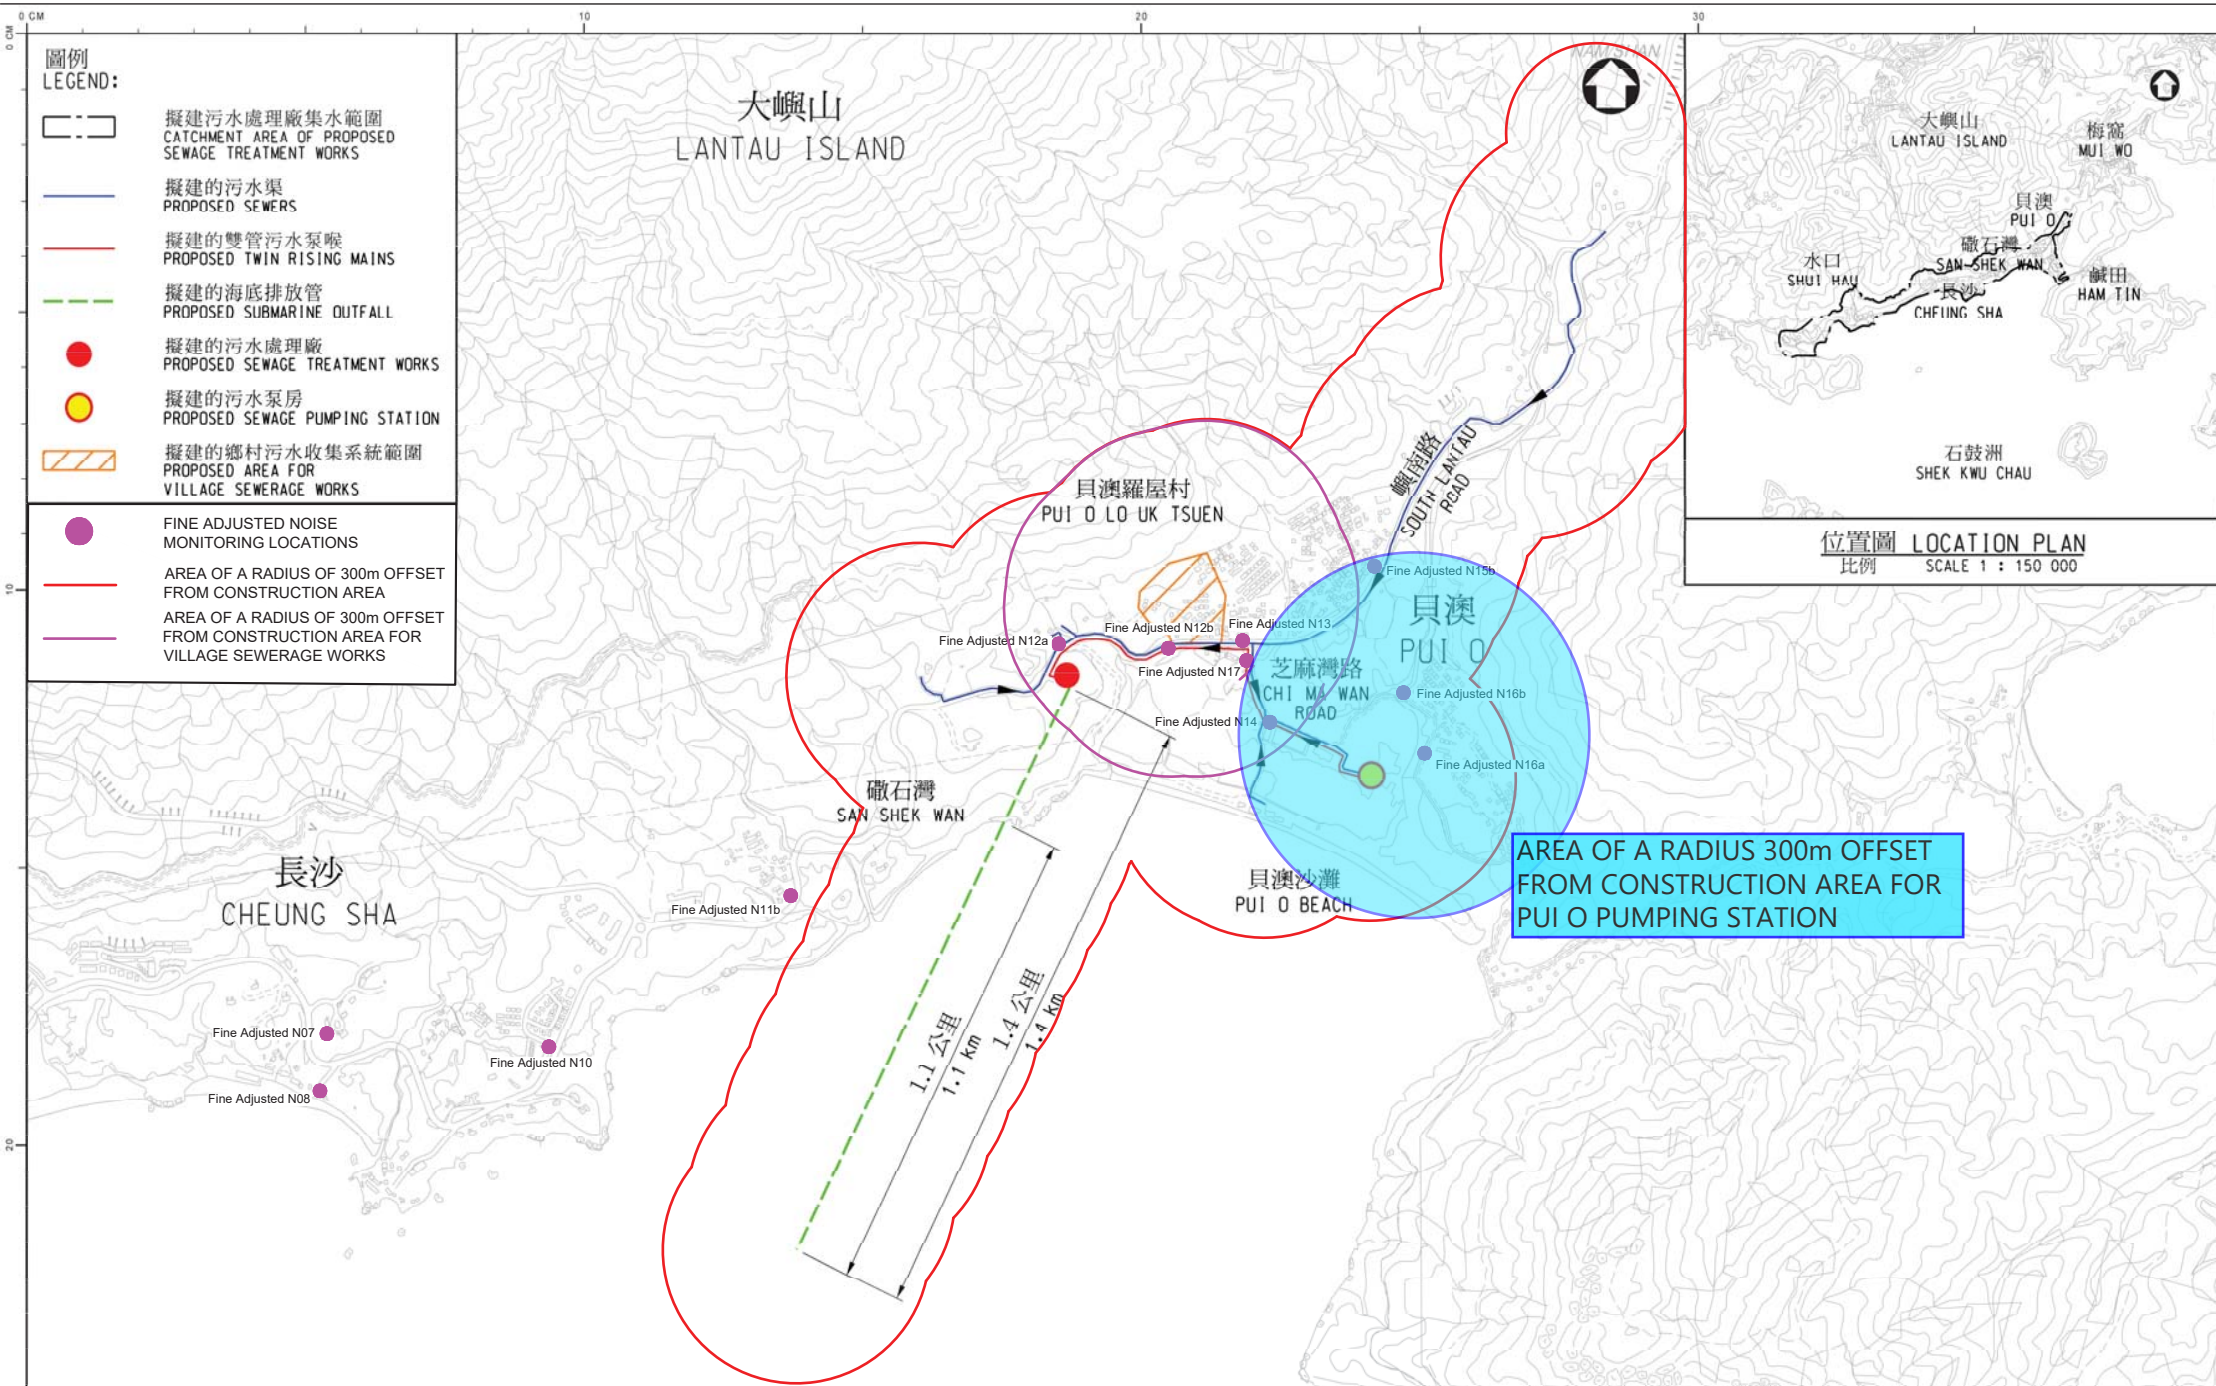 0 CM
10
20
30
0 CM
10
20
圖例
LEGEND:
擬建污水處理廠集水範圍
CATCHMENT AREA OF PROPOSED
SEWAGE TREATMENT WORKS
擬建的污水渠
PROPOSED SEWERS
擬建的雙管污水泵喉
PROPOSED TWIN RISING MAINS
擬建的海底排放管
PROPOSED SUBMARINE OUTFALL
擬建的污水處理廠
PROPOSED SEWAGE TREATMENT WORKS
擬建的污水泵房
PROPOSED SEWAGE PUMPING STATION
擬建的鄉村污水收集系統範圍
PROPOSED AREA FOR
VILLAGE SEWERAGE WORKS
FINE ADJUSTED NOISE
MONITORING LOCATIONS
AREA OF A RADIUS OF 300m OFFSET
FROM CONSTRUCTION AREA
AREA OF A RADIUS OF 300m OFFSET
FROM CONSTRUCTION AREA FOR
VILLAGE SEWERAGE WORKS
大嶼山
LANTAU ISLAND
NAM SHAN
貝澳羅屋村
PUI O LO UK TSUEN
嶼南路
SOUTH LANTAU
ROAD
Fine Adjusted N15b
貝澳
PUI O
Fine Adjusted N12a
Fine Adjusted N12b
Fine Adjusted N13
Fine Adjusted N17
芝麻灣路
CHI MA WAN
ROAD
Fine Adjusted N16b
Fine Adjusted N14
Fine Adjusted N16a
磡石灣
SAN SHEK WAN
貝澳沙灘
PUI O BEACH
AREA OF A RADIUS 300m OFFSET
FROM CONSTRUCTION AREA FOR
PUI O PUMPING STATION
長沙
CHEUNG SHA
Fine Adjusted N11b
Fine Adjusted N07
Fine Adjusted N10
Fine Adjusted N08
1.1 公里
1.1 km
1.4 公里
1.4 km
大嶼山
LANTAU ISLAND
梅窩
MUI WO
貝澳
PUI O
磡石灣
SAN SHEK WAN
水口
SHUI HAU
長沙
CHEUNG SHA
鹹田
HAM TIN
石鼓洲
SHEK KWU CHAU
位置圖 LOCATION PLAN
比例 SCALE 1 : 150 000